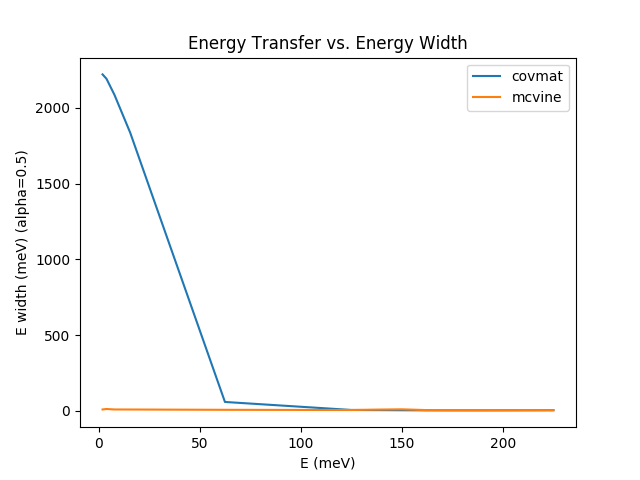 Energy Transfer vs. Energy Width
covmat
mcvine
2000
1500
1000
500
0
E width (meV) (alpha=0.5)
0 50 100 150 200
E (meV)